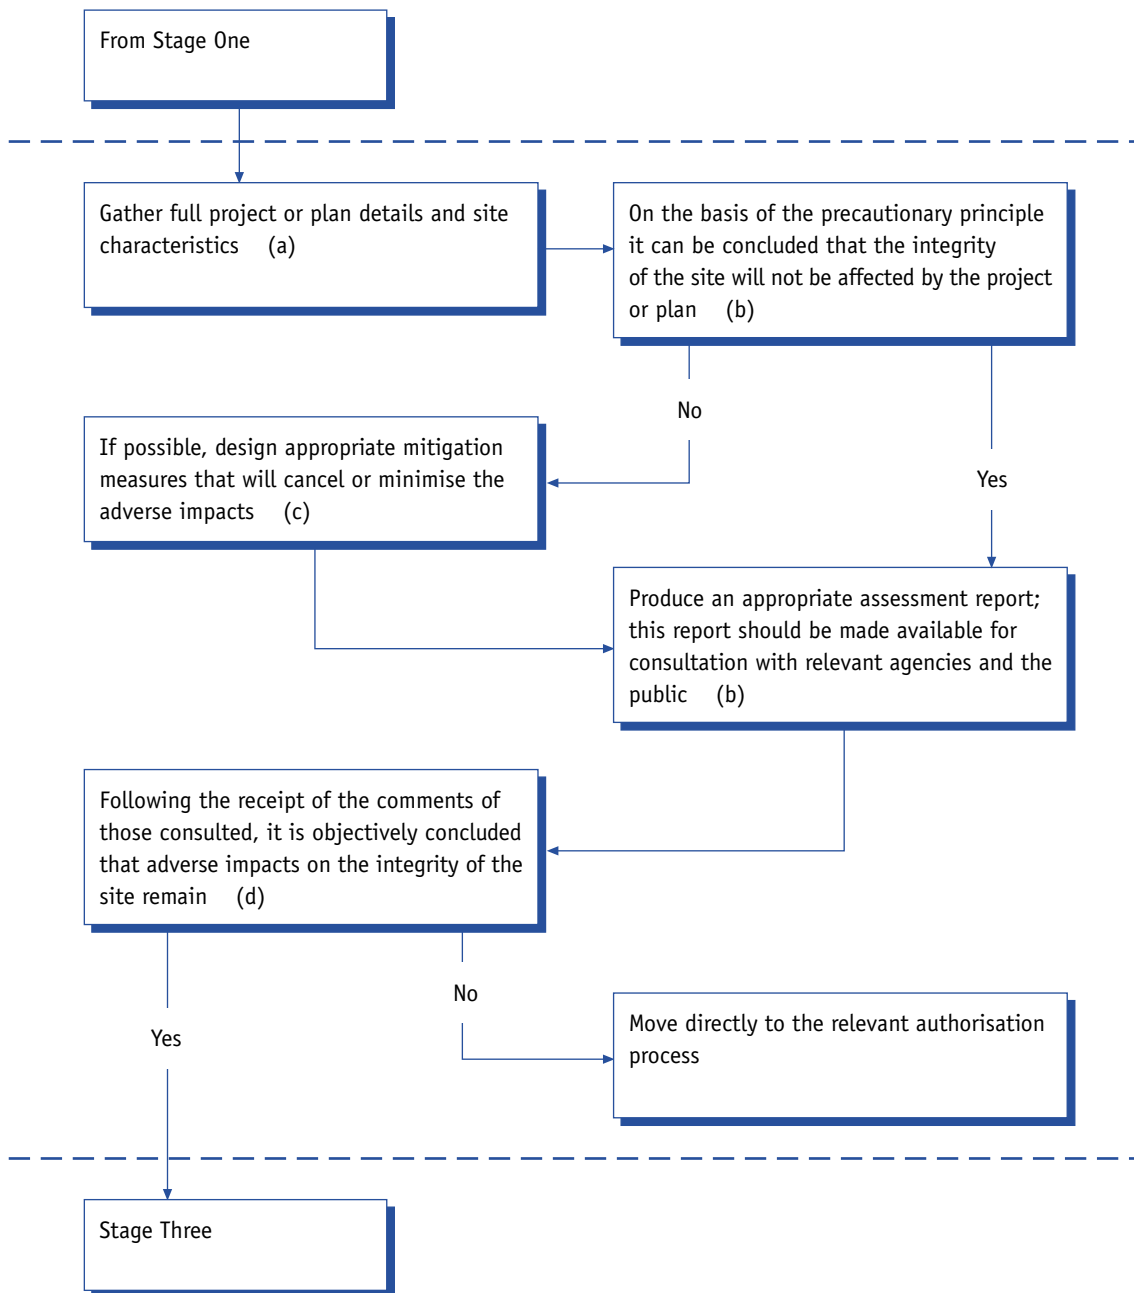 From Stage One
Gather full project or plan details and site
characteristics (a)
On the basis of the precautionary principle
it can be concluded that the integrity
of the site will not be affected by the project
or plan (b)
No
Yes
If possible, design appropriate mitigation
measures that will cancel or minimise the
adverse impacts (c)
Produce an appropriate assessment report;
this report should be made available for
consultation with relevant agencies and the
public (b)
Following the receipt of the comments of
those consulted, it is objectively concluded
that adverse impacts on the integrity of the
site remain (d)
Yes
No
Move directly to the relevant authorisation
process
Stage Three